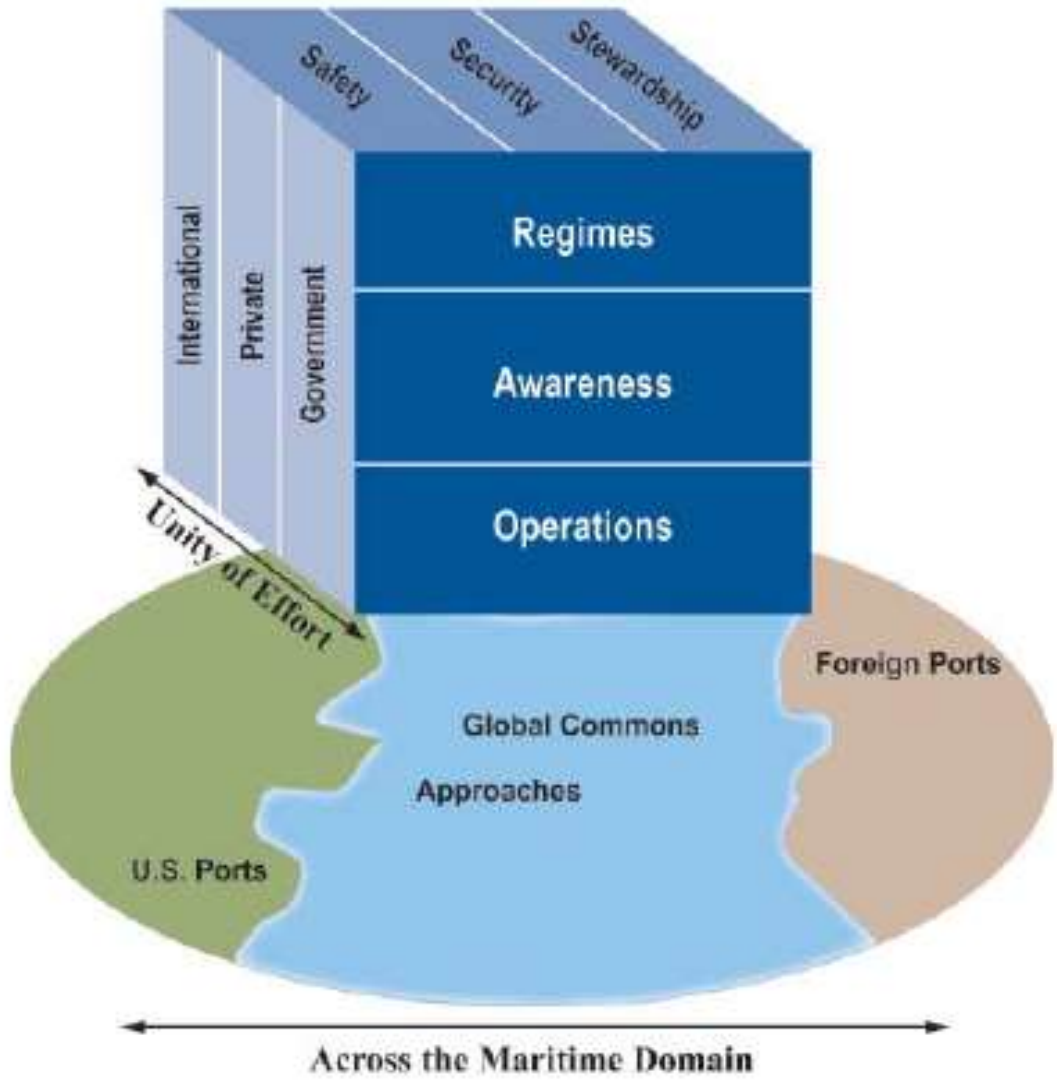 Safety
Security
Stewardship
International
Private
Government
Regimes
Awareness
Operations
Unity of Effort
Foreign Ports
Global Commons
Approaches
U.S. Ports
Across the Maritime Domain